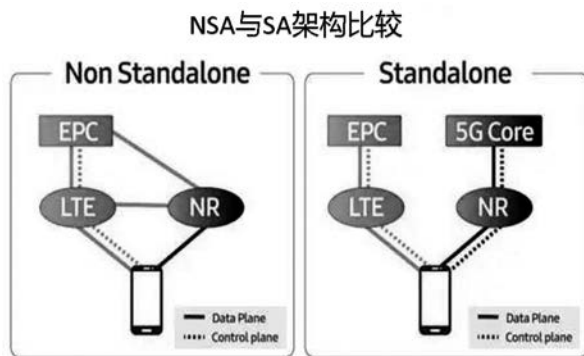 NSA与SA架构比较
Non Standalone
EPC
LTE
NR
Data Plane
Control plane
Standalone
EPC
5G Core
LTE
NR
Data Plane
Control plane